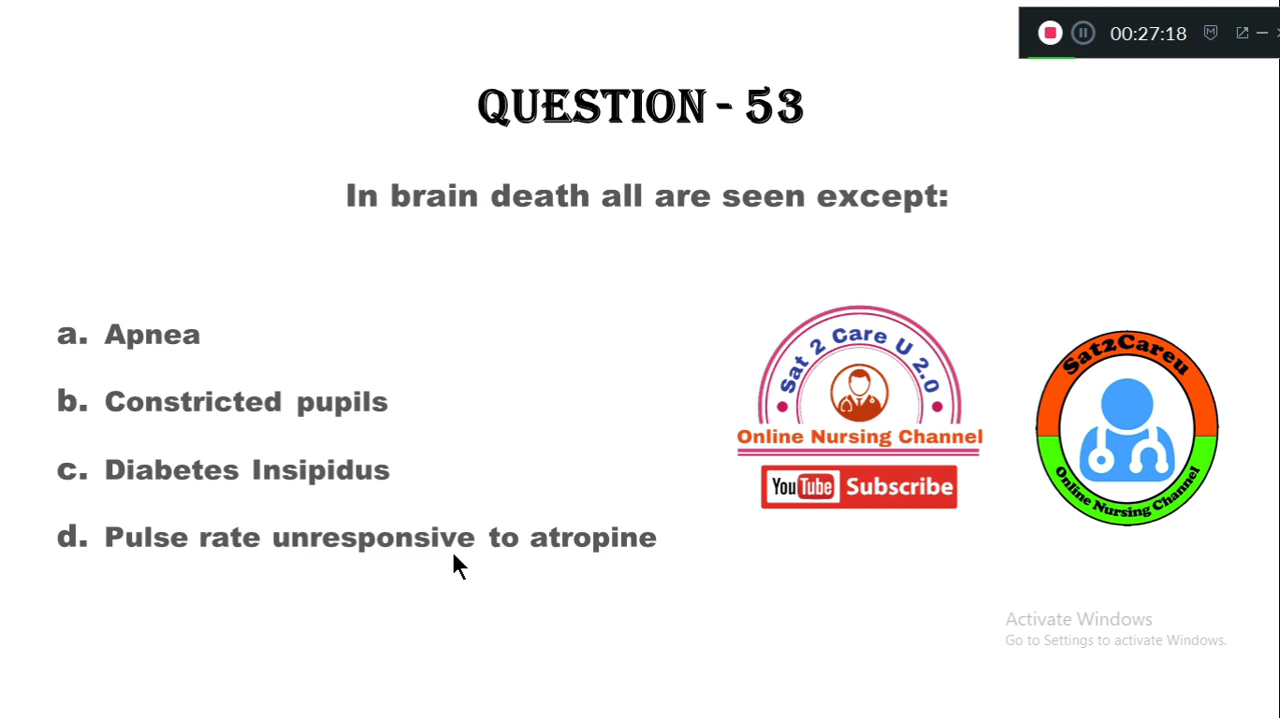 00:27:18
QUESTION - 53
In brain death all are seen except:
a. Apnea
b. Constricted pupils
c. Diabetes Insipidus
d. Pulse rate unresponsive to atropine
Sat 2 Care U 2.0
Online Nursing Channel
YouTube Subscribe
Sat2Careu
Online Nursing Channel
Activate Windows
Go to Settings to activate Windows.